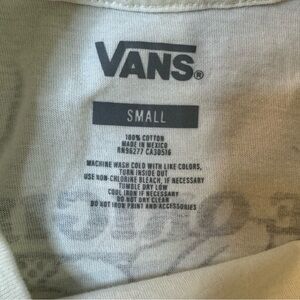 VANS®
SMALL
100% COTTON
MADE IN MEXICO
RN96277 CA30516
MACHINE WASH COLD WITH LIKE COLORS,
TURN INSIDE OUT
USE NON-CHLORINE BLEACH, IF NECESSARY
TUMBLE DRY LOW
COOL IRON IF NECESSARY
DO NOT DRY CLEAR
DO NOT IRON PRINT AND ACCESSORIES